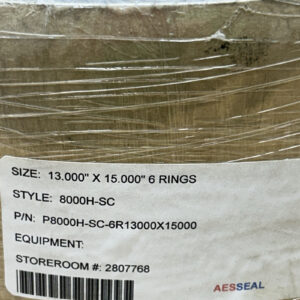 SIZE: 13.000" X 15.000" 6 RINGS
STYLE: 8000H-SC
P/N: P8000H-SC-6R13000X15000
EQUIPMENT:
STOREROOM #: 2807768
AESSEAL